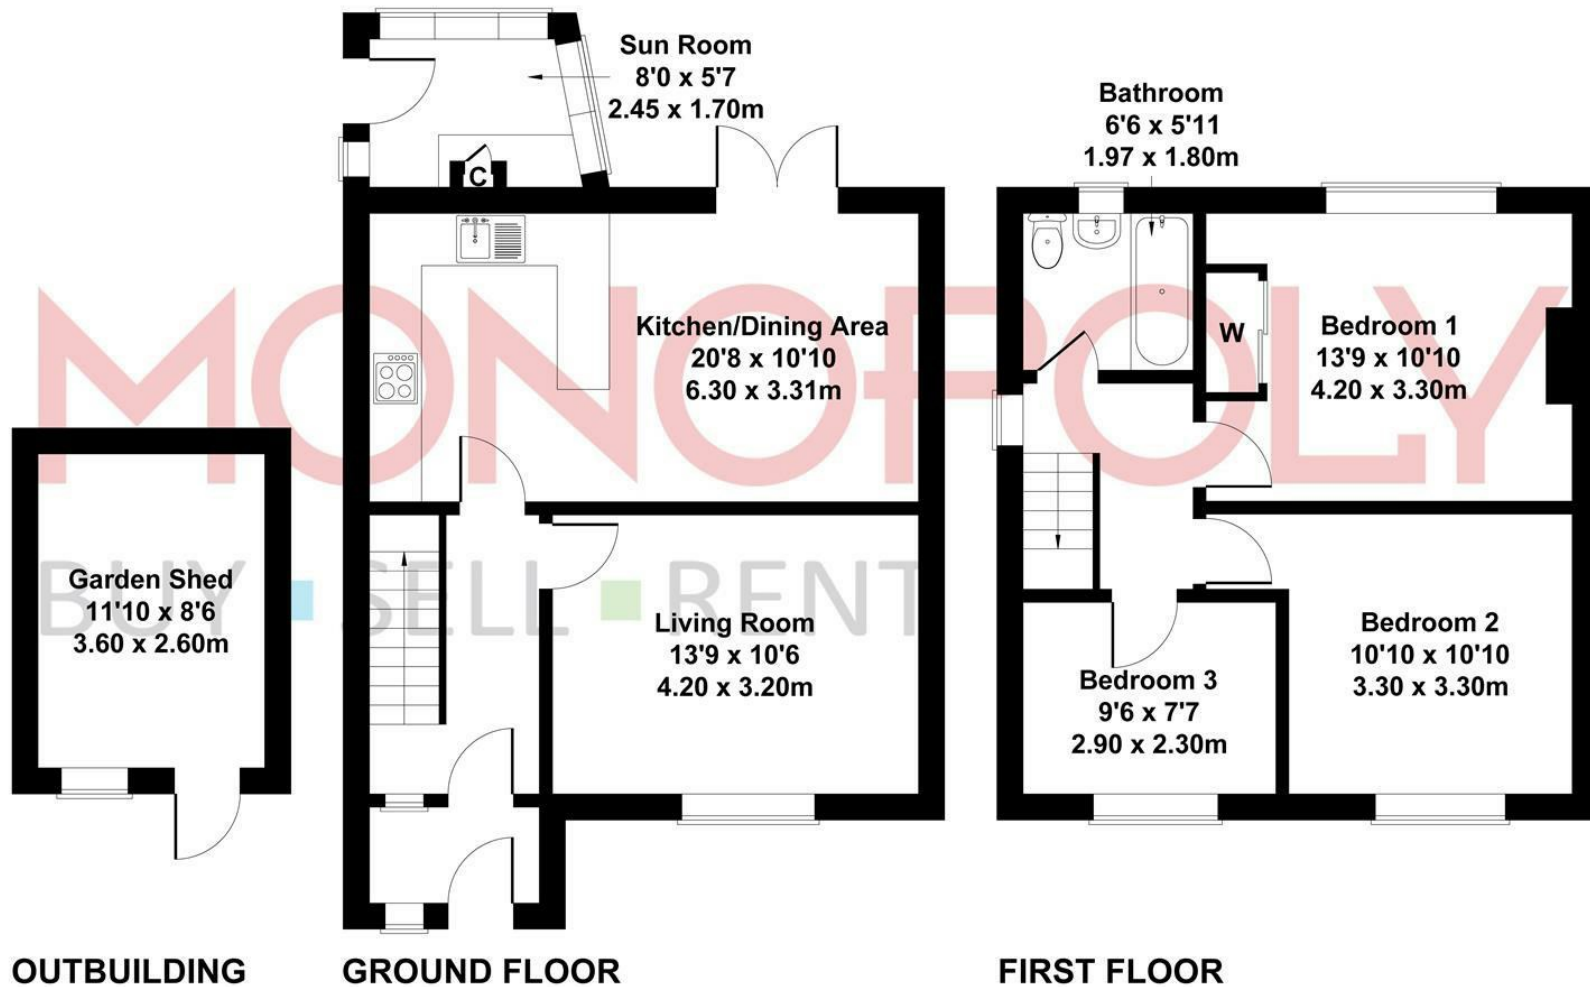 Sun Room
8'0 x 5'7
2.45 x 1.70m
C
Kitchen/Dining Area
20'8 x 10'10
6.30 x 3.31m
Living Room
13'9 x 10'6
4.20 x 3.20m
Garden Shed
11'10 x 8'6
3.60 x 2.60m
Bathroom
6'6 x 5'11
1.97 x 1.80m
W
Bedroom 1
13'9 x 10'10
4.20 x 3.30m
Bedroom 2
10'10 x 10'10
3.30 x 3.30m
Bedroom 3
9'6 x 7'7
2.90 x 2.30m
MONOPOLY
BUY SELL RENT
OUTBUILDING
GROUND FLOOR
FIRST FLOOR